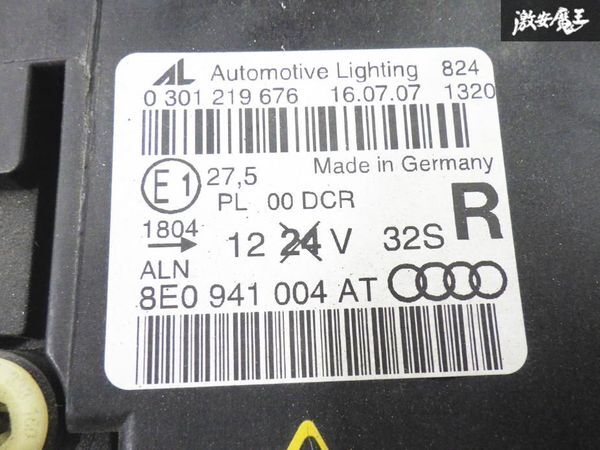 激安魔王
AL Automotive Lighting 824
0 301 219 676 16.07.07 1320
E1 27,5 Made in Germany
PL 00 DCR
1804 12 24 V 32S R
ALN
8E0 941 004 AT